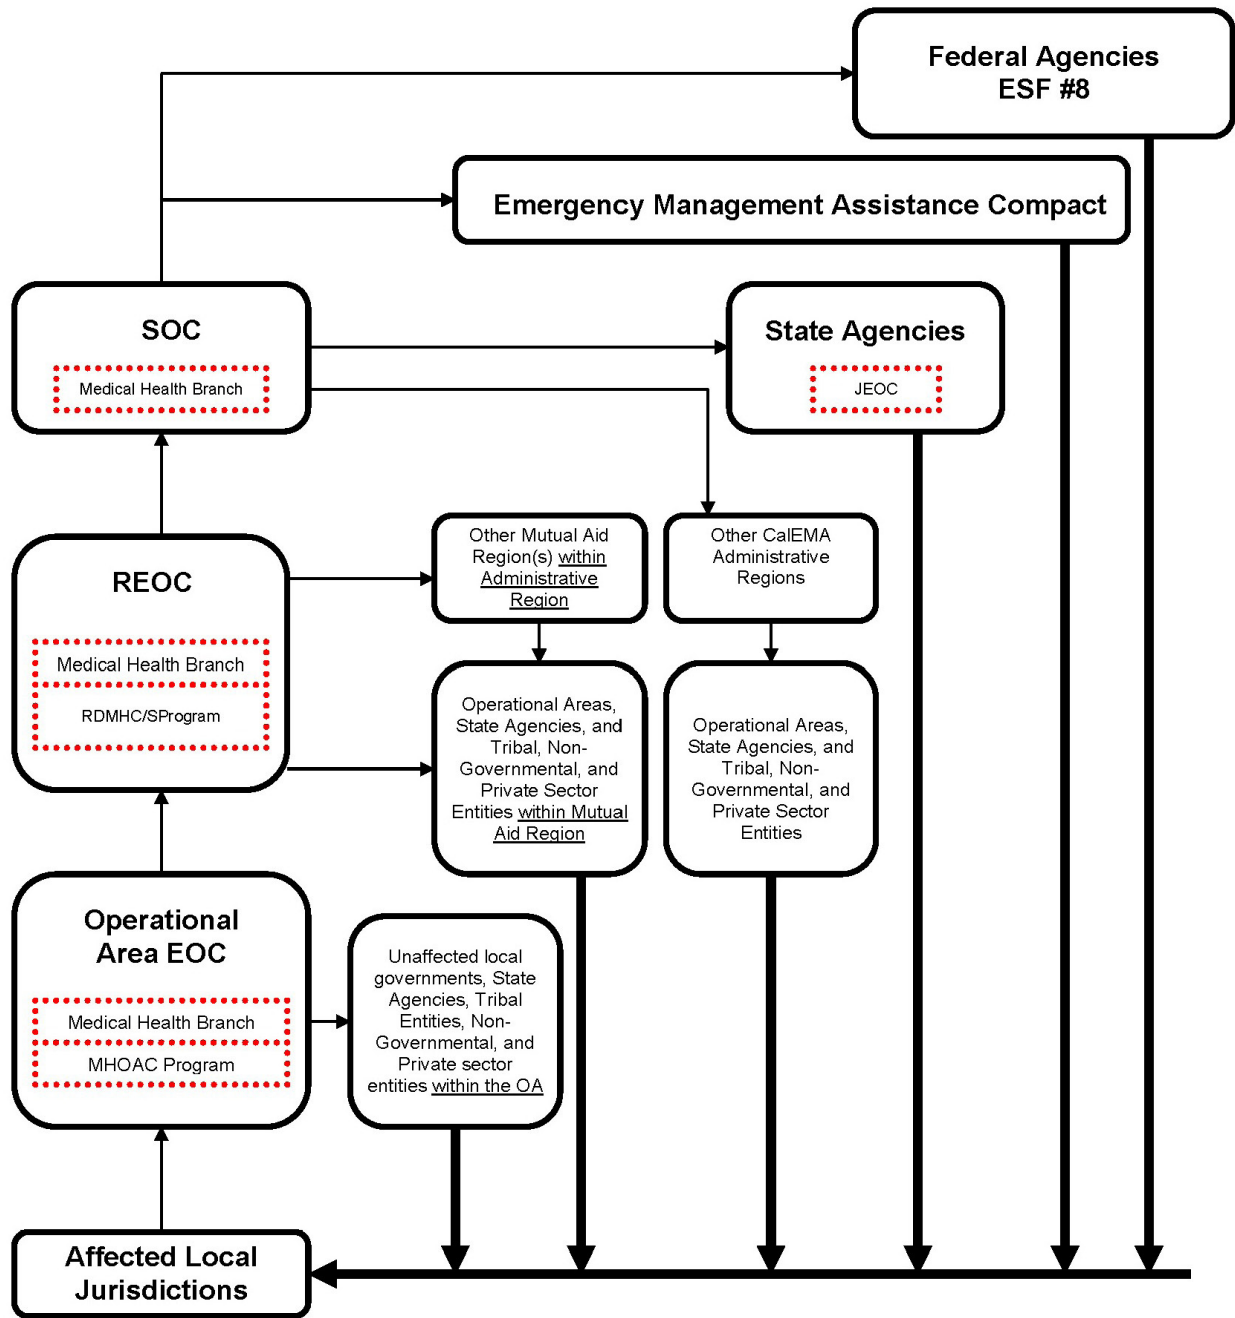 Federal Agencies
ESF #8
Emergency Management Assistance Compact
SOC
Medical Health Branch
State Agencies
JEOC
REOC
Medical Health Branch
RDMHC/SProgram
Other Mutual Aid
Region(s) within
Administrative
Region
Other CalEMA
Administrative
Regions
Operational Areas,
State Agencies, and
Tribal, Non-
Governmental, and
Private Sector
Entities within Mutual
Aid Region
Operational Areas,
State Agencies, and
Tribal, Non-
Governmental, and
Private Sector
Entities
Operational
Area EOC
Medical Health Branch
MHOAC Program
Unaffected local
governments, State
Agencies, Tribal
Entities, Non-
Governmental, and
Private sector
entities within the OA
Affected Local
Jurisdictions